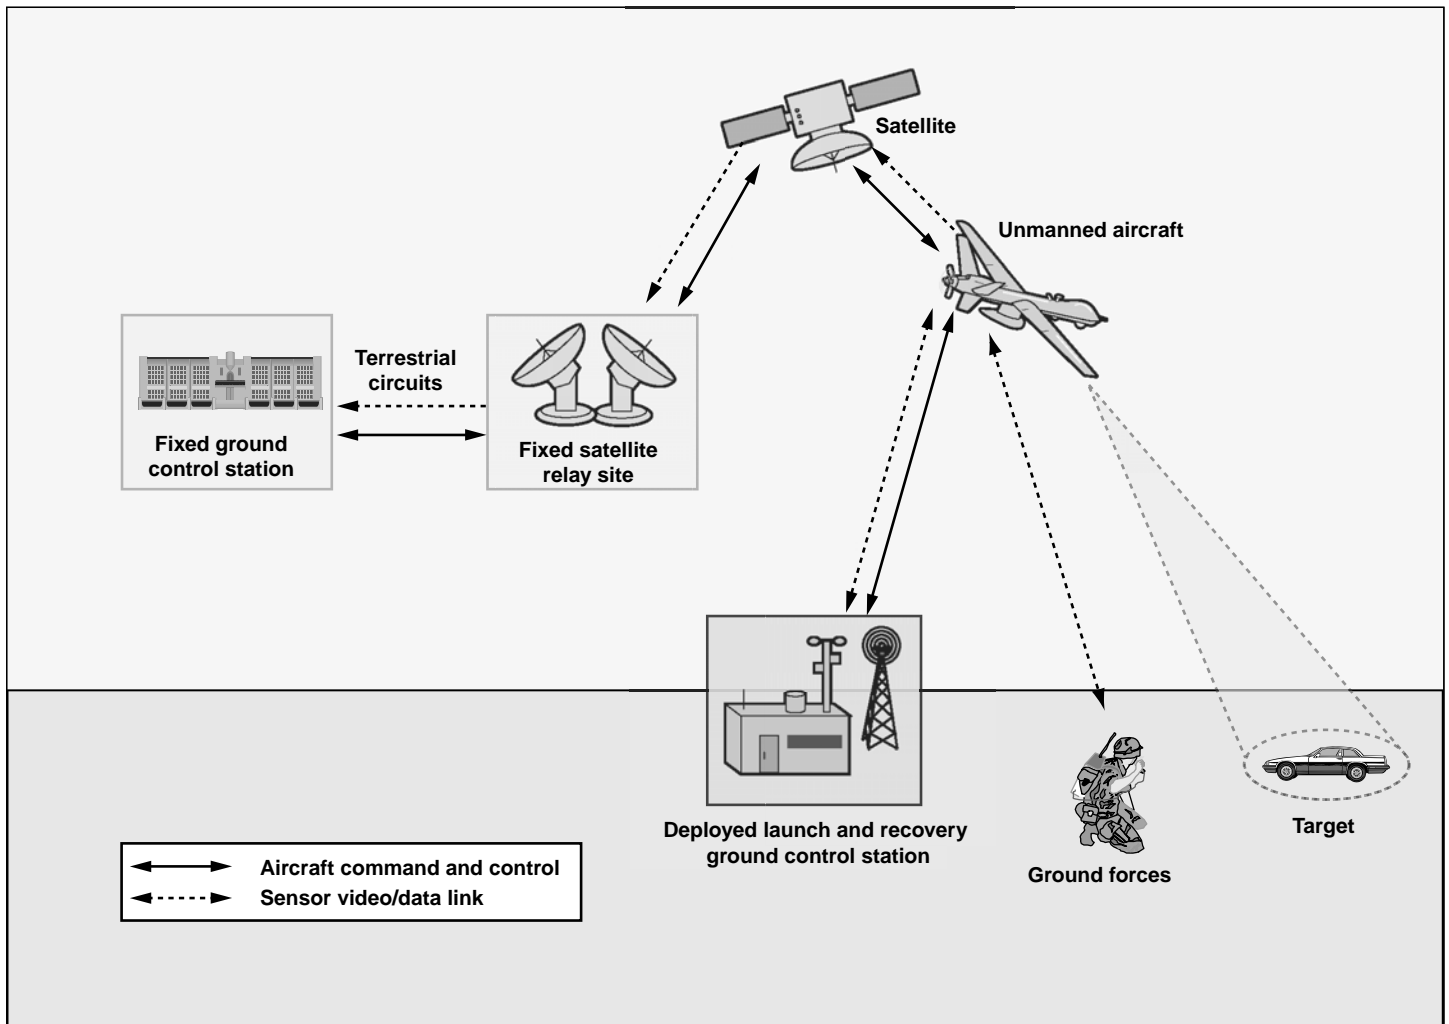 Satellite
Unmanned aircraft
Terrestrial
circuits
Fixed ground
control station
Fixed satellite
relay site
Deployed launch and recovery
ground control station
Ground forces
Target
Aircraft command and control
Sensor video/data link